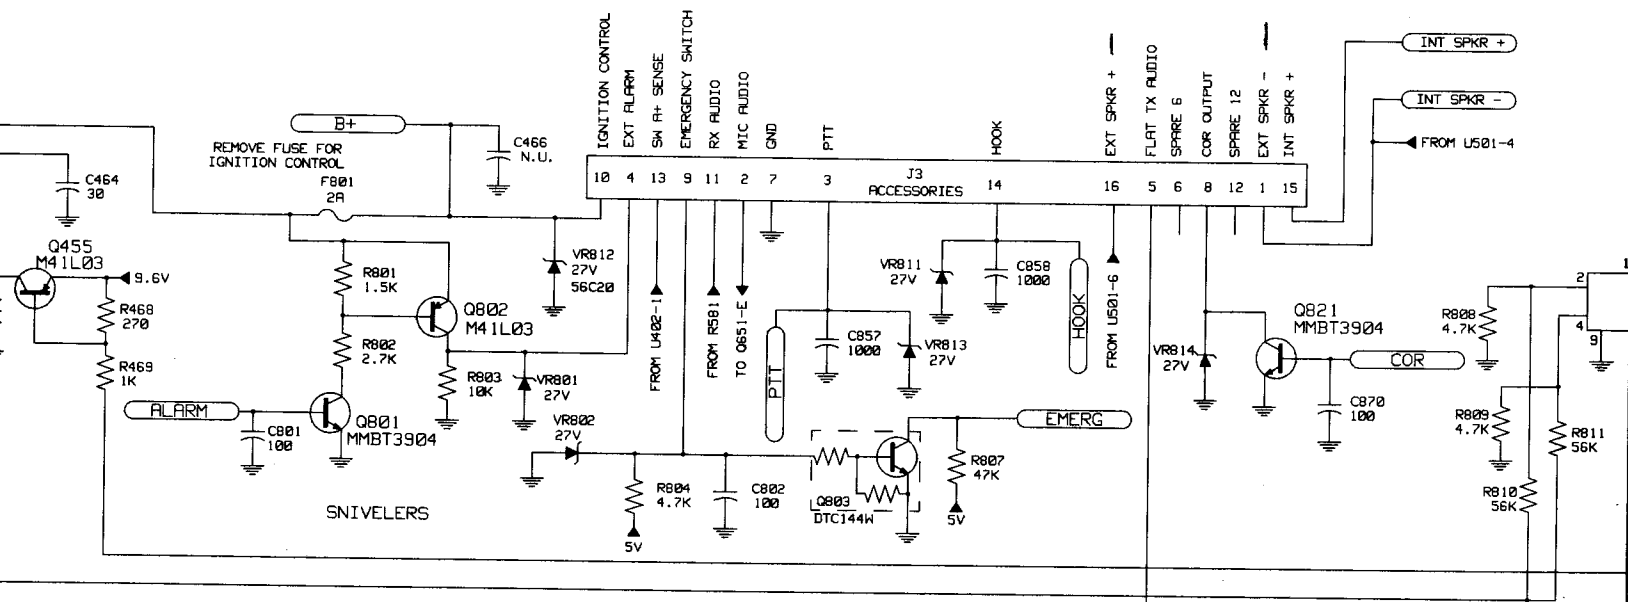 INT SPKR +
INT SPKR -
FROM U501-4
IGNITION CONTROL
EXT ALARM
SW A+ SENSE
EMERGENCY SWITCH
RX AUDIO
MIC AUDIO
GND
PTT
HOOK
EXT SPKR +
FLAT TX AUDIO
SPARE 6
COR OUTPUT
SPARE 12
EXT SPKR -
INT SPKR +
B+
REMOVE FUSE FOR
IGNITION CONTROL
F801
2A
C466
N.U.
C464
30
10 4 13 9 11 2 7 3 J3 14 16 5 6 8 12 1 15
ACCESSORIES
Q455
M41L03
9.6V
R468
270
R469
1K
R801
1.5K
R802
2.7K
Q802
M41L03
R803
10K
VR812
27V
56C20
VR801
27V
FROM U402-1
FROM R581
TO Q651-E
PTT
C857
1000
VR813
27V
VR811
27V
C858
1000
HOOK
FROM U501-6
VR814
27V
Q821
MMBT3904
COR
C870
100
R808
4.7K
2
4
9
1
R809
4.7K
R811
56K
R810
56K
ALARM
C801
100
Q801
MMBT3904
VR802
27V
R804
4.7K
5V
C802
100
Q803
DTC144W
EMERG
R807
47K
5V
SNIVELERS